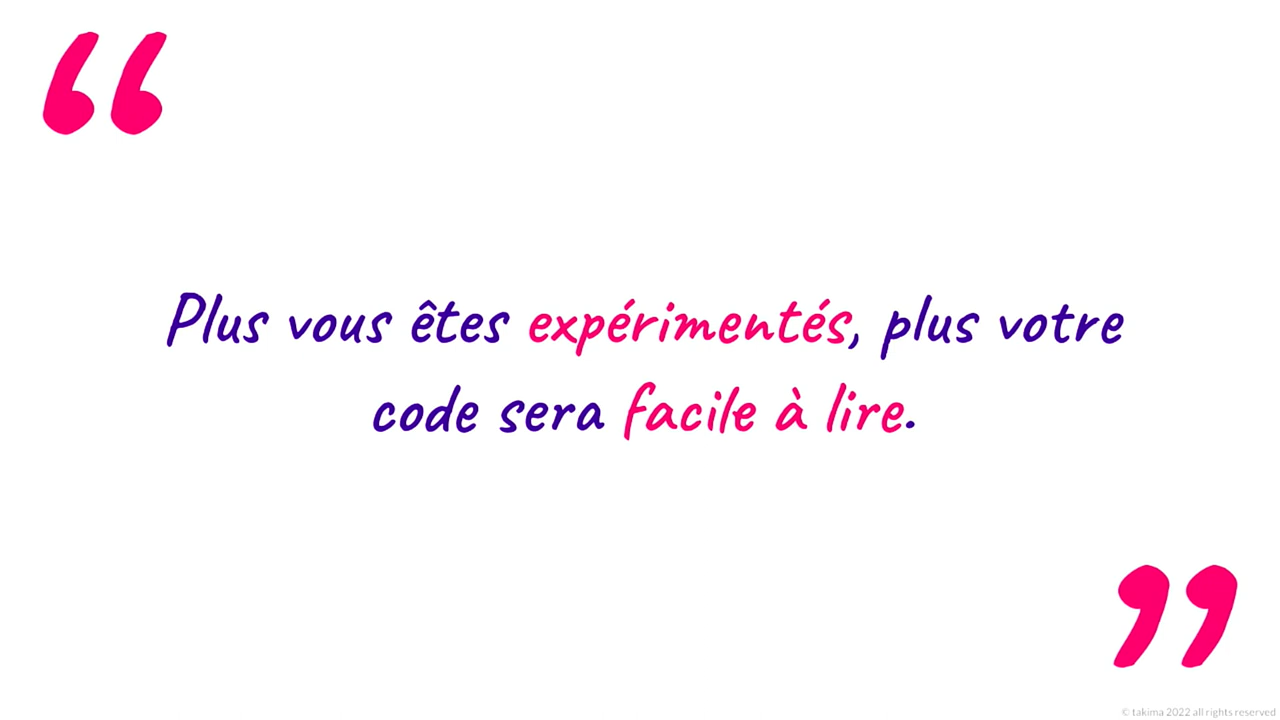 “
Plus vous êtes expérimentés, plus votre
code sera facile à lire.
”
© takima 2022 all rights reserved